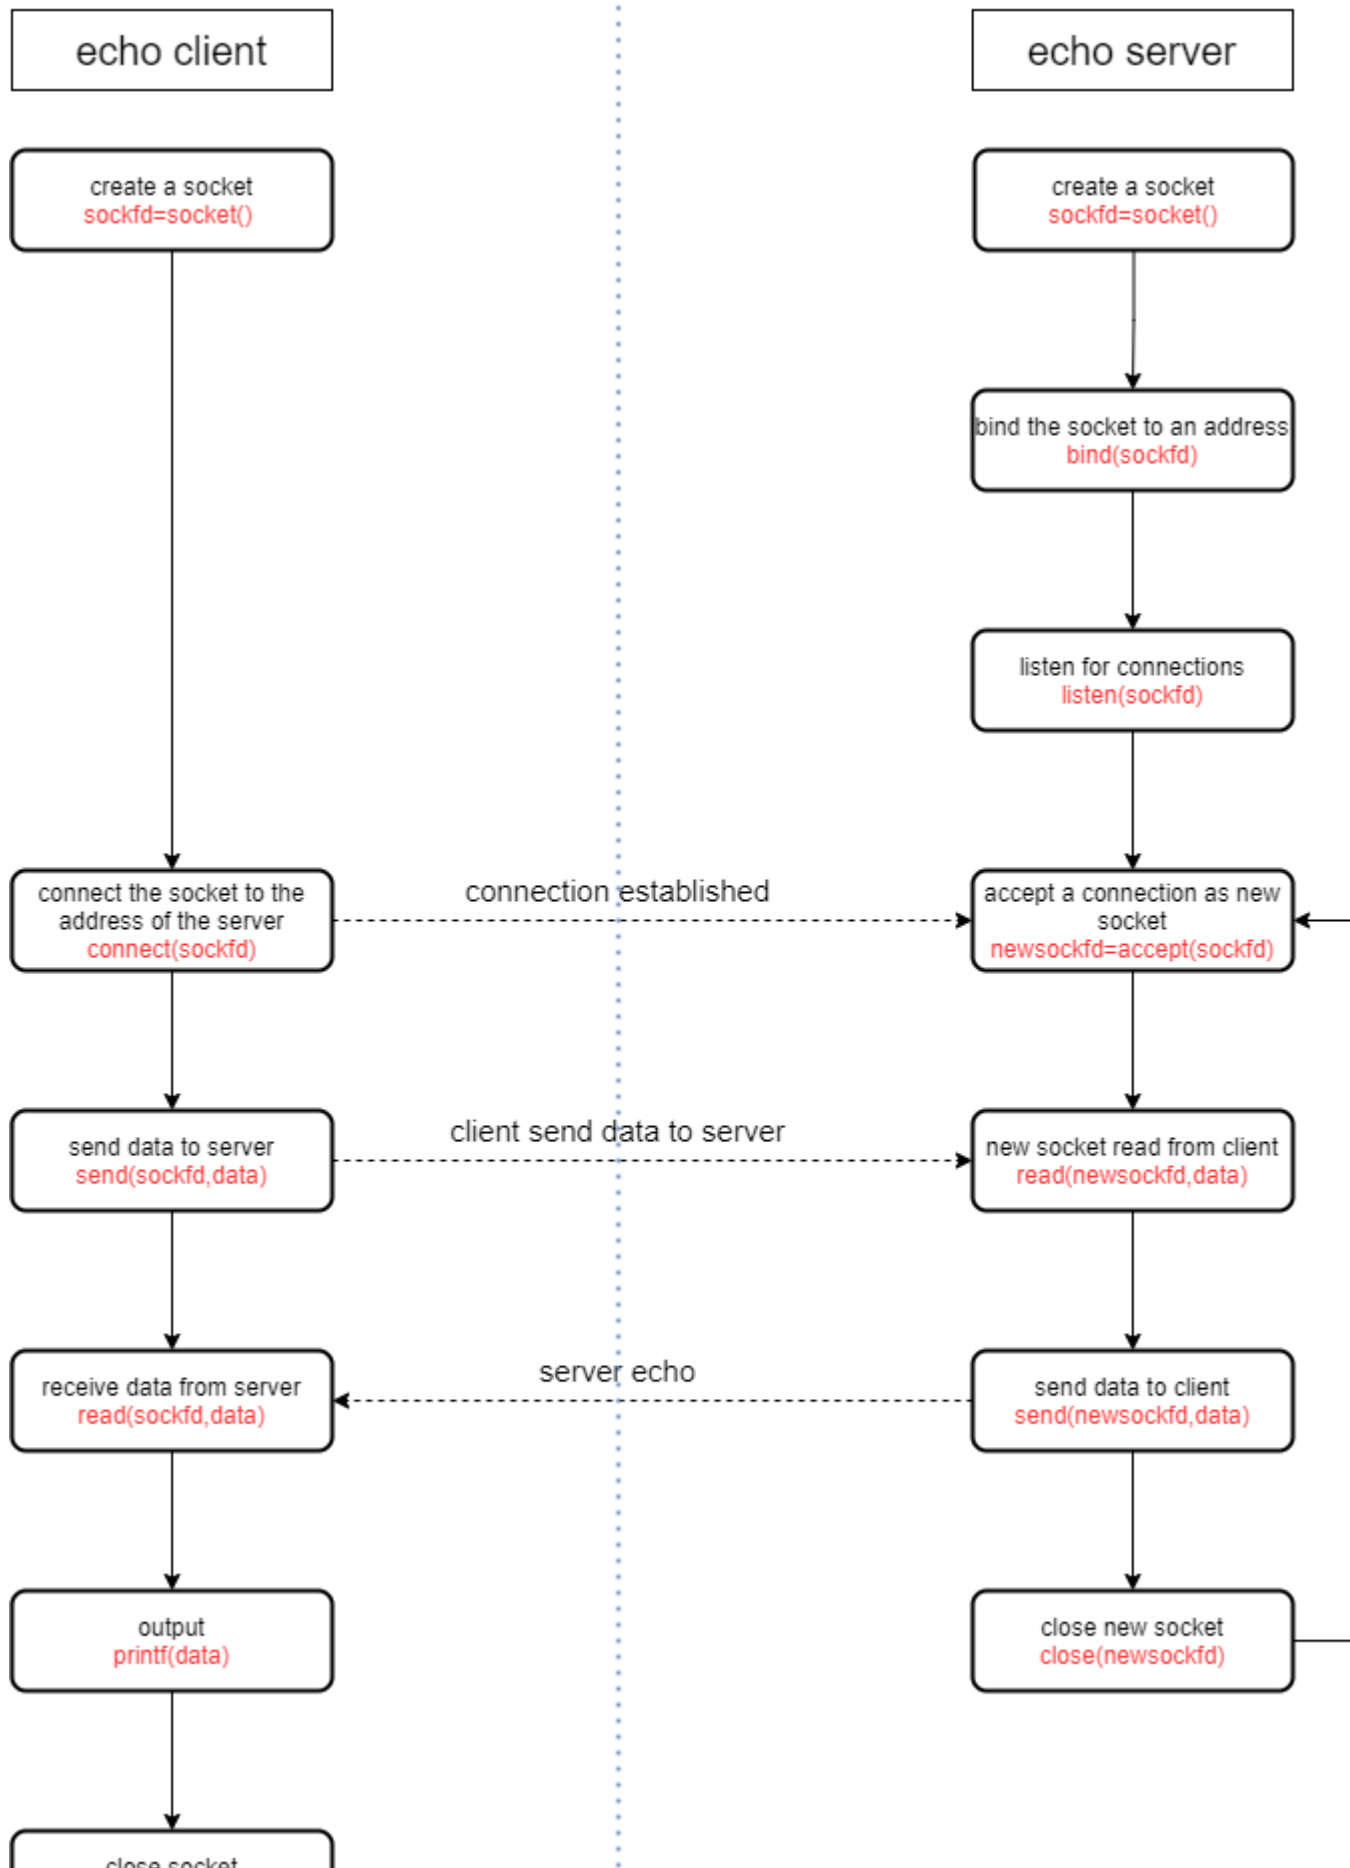 echo client
echo server
create a socket
sockfd=socket()
create a socket
sockfd=socket()
bind the socket to an address
bind(sockfd)
listen for connections
listen(sockfd)
connect the socket to the
address of the server
connect(sockfd)
connection established
accept a connection as new
socket
newsockfd=accept(sockfd)
send data to server
send(sockfd,data)
client send data to server
new socket read from client
read(newsockfd,data)
receive data from server
read(sockfd,data)
server echo
send data to client
send(newsockfd,data)
output
printf(data)
close new socket
close(newsockfd)
close socket